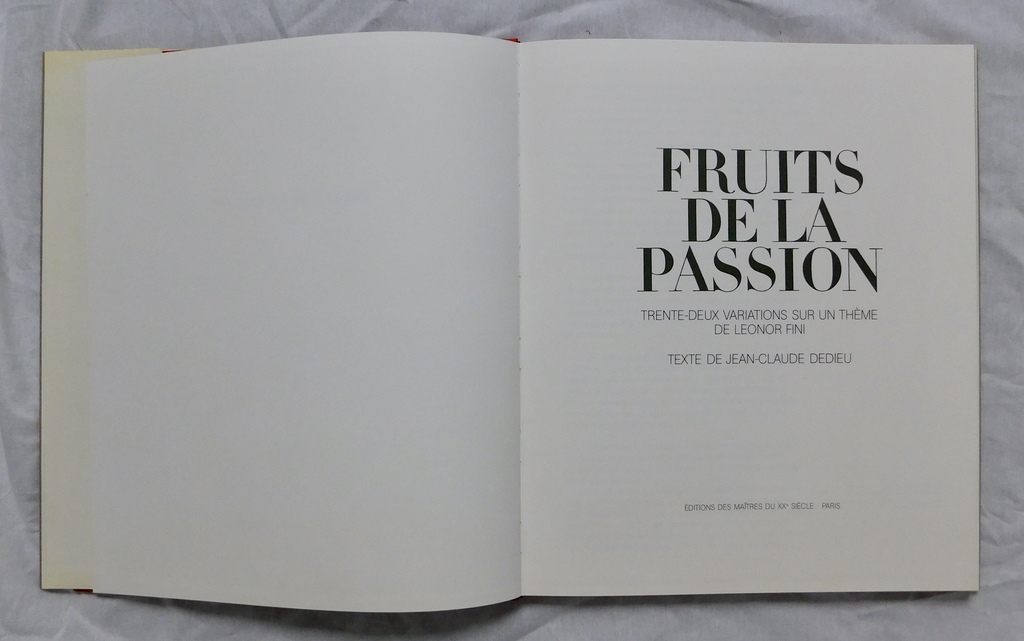 FRUITS
DE LA
PASSION
TRENTE-DEUX VARIATIONS SUR UN THÈME
DE LEONOR FINI
TEXTE DE JEAN-CLAUDE DEDIEU
ÉDITIONS DES MAÎTRES DU XXᵉ SIÈCLE PARIS